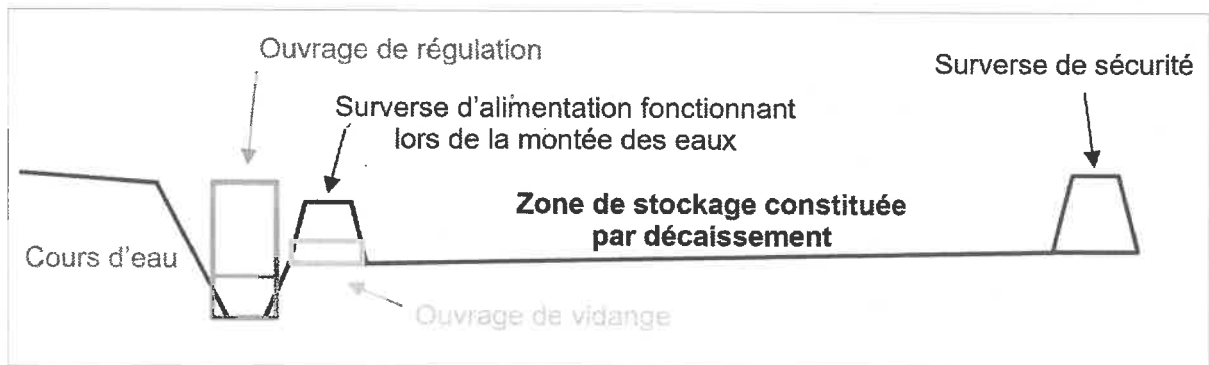 Ouvrage de régulation
Surverse de sécurité
Surverse d'alimentation fonctionnant
lors de la montée des eaux
Zone de stockage constituée
par décaissement
Cours d'eau
Ouvrage de vidange